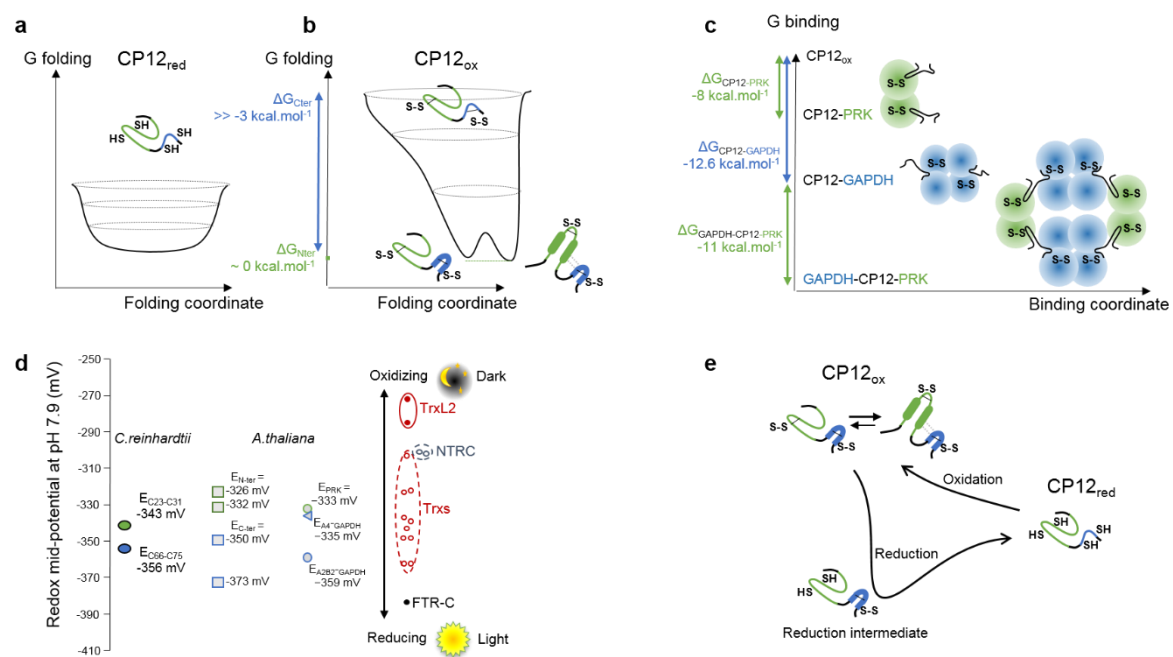 a
G folding
CP12red
SH
HS
SH
SH
Folding coordinate
b
G folding
CP12ox
ΔGCter
>> -3 kcal.mol-1
ΔGNter
~ 0 kcal.mol-1
S-S
S-S
S-S
S-S
S-S
S-S
Folding coordinate
c
G binding
CP12ox
ΔGCP12-PRK
-8 kcal.mol-1
CP12-PRK
ΔGCP12-GAPDH
-12.6 kcal.mol-1
CP12-GAPDH
ΔGGAPDH-CP12-PRK
-11 kcal.mol-1
GAPDH-CP12-PRK
S-S
S-S
S-S
S-S
S-S
S-S
S-S
S-S
S-S
S-S
S-S
S-S
Binding coordinate
d
Redox mid-potential at pH 7.9 (mV)
-250
-270
-290
-310
-330
-350
-370
-390
-410
C.reinhardtii
EC23-C31
-343 mV
EC66-C75
-356 mV
A.thaliana
EN-ter =
-326 mV
-332 mV
EC-ter =
-350 mV
-373 mV
EPRK =
−333 mV
EA4-GAPDH
−335 mV
EA2B2-GAPDH
−359 mV
Oxidizing
Dark
TrxL2
NTRC
Trxs
FTR-C
Reducing
Light
e
CP12ox
S-S
S-S
S-S
S-S
Oxidation
CP12red
SH
HS
SH
SH
Reduction
SH
HS
S-S
Reduction intermediate